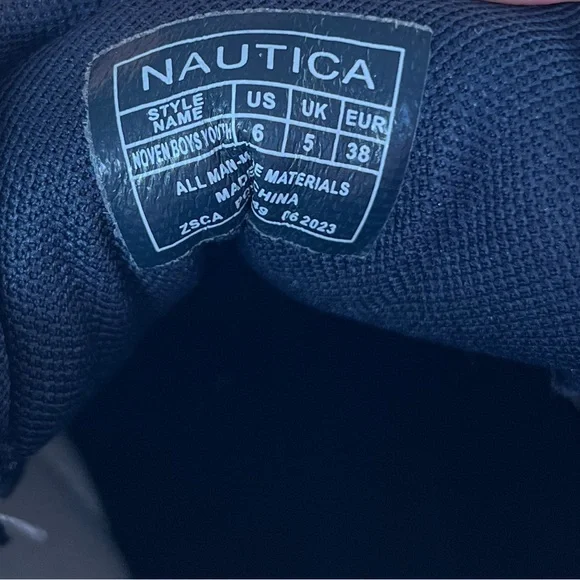 NAUTICA
STYLE NAME US UK EUR
NOVEN BOYS YOUTH 6 5 38
ALL MAN- MATERIALS
MADE CHINA
ZSCA 06 2023